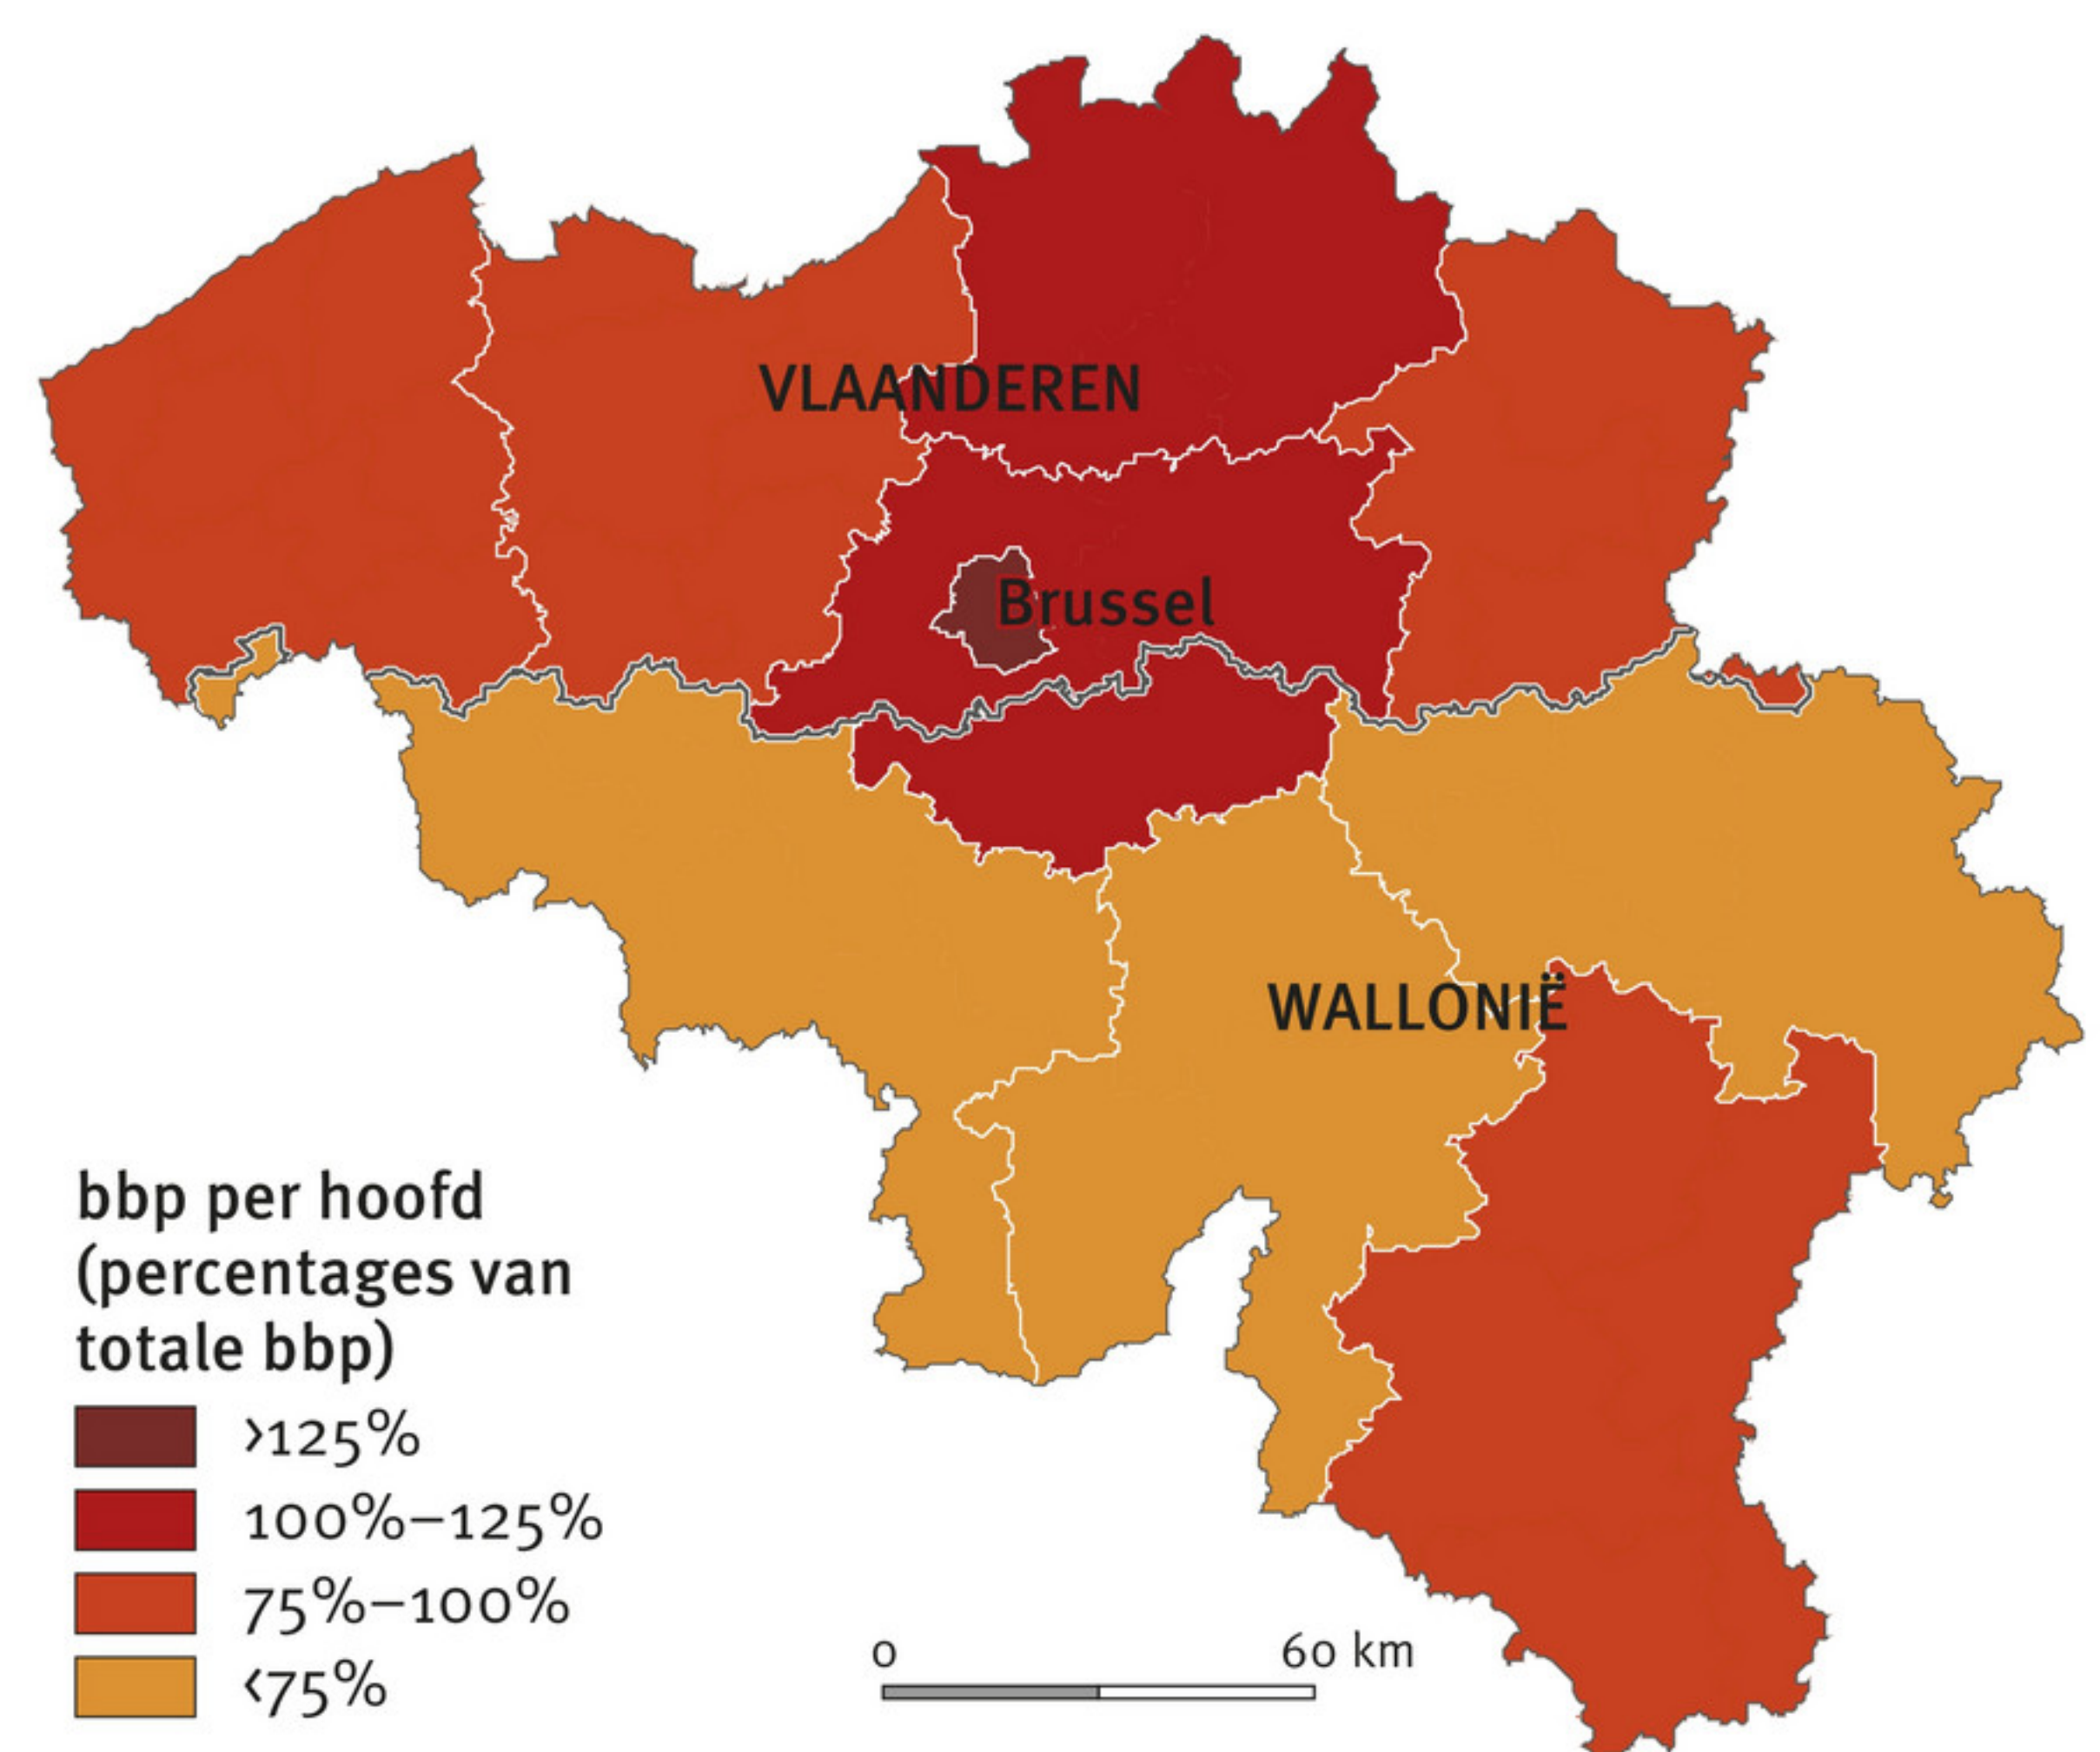 VLAANDEREN
Brussel
WALLONIË
bbp per hoofd
(percentages van
totale bbp)
>125%
100%–125%
75%–100%
<75%
0 60 km